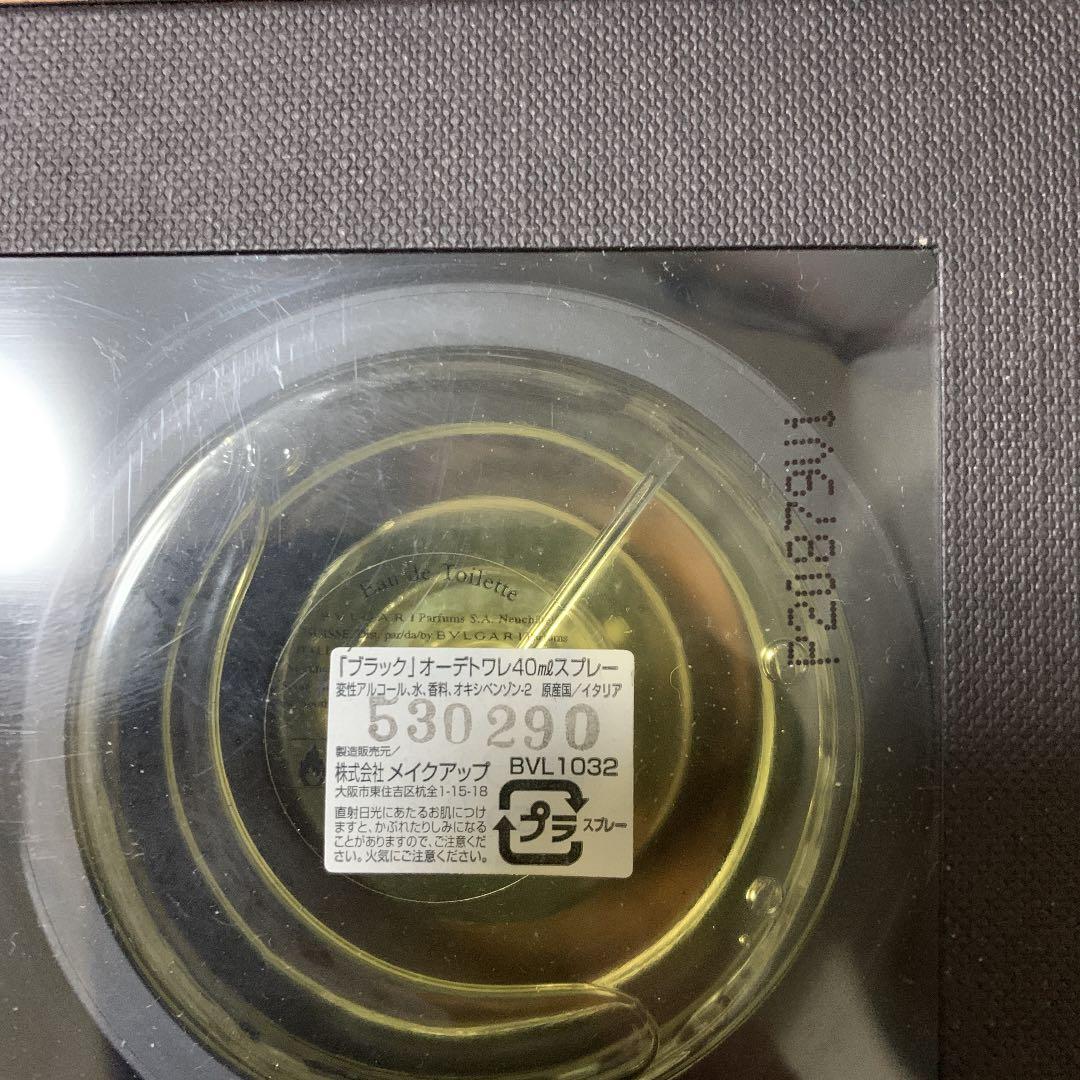 Eau de Toilette
Parfums S.A. Neuchâtel
SUISSE. Dist. par/da/by BVLGARI Parfums
「ブラック」オーデトワレ40㎖スプレー
変性アルコール、水、香料、オキシベンゾン-2 原産国/イタリア
530 290
製造販売元/
株式会社 メイクアップ BVL1032
大阪市東住吉区杭全1-15-18
直射日光にあたるお肌につけ
ますと、かぶれたりしみになる
ことがありますので、ご注意くだ
さい。火気にご注意ください。
プラ
スプレー